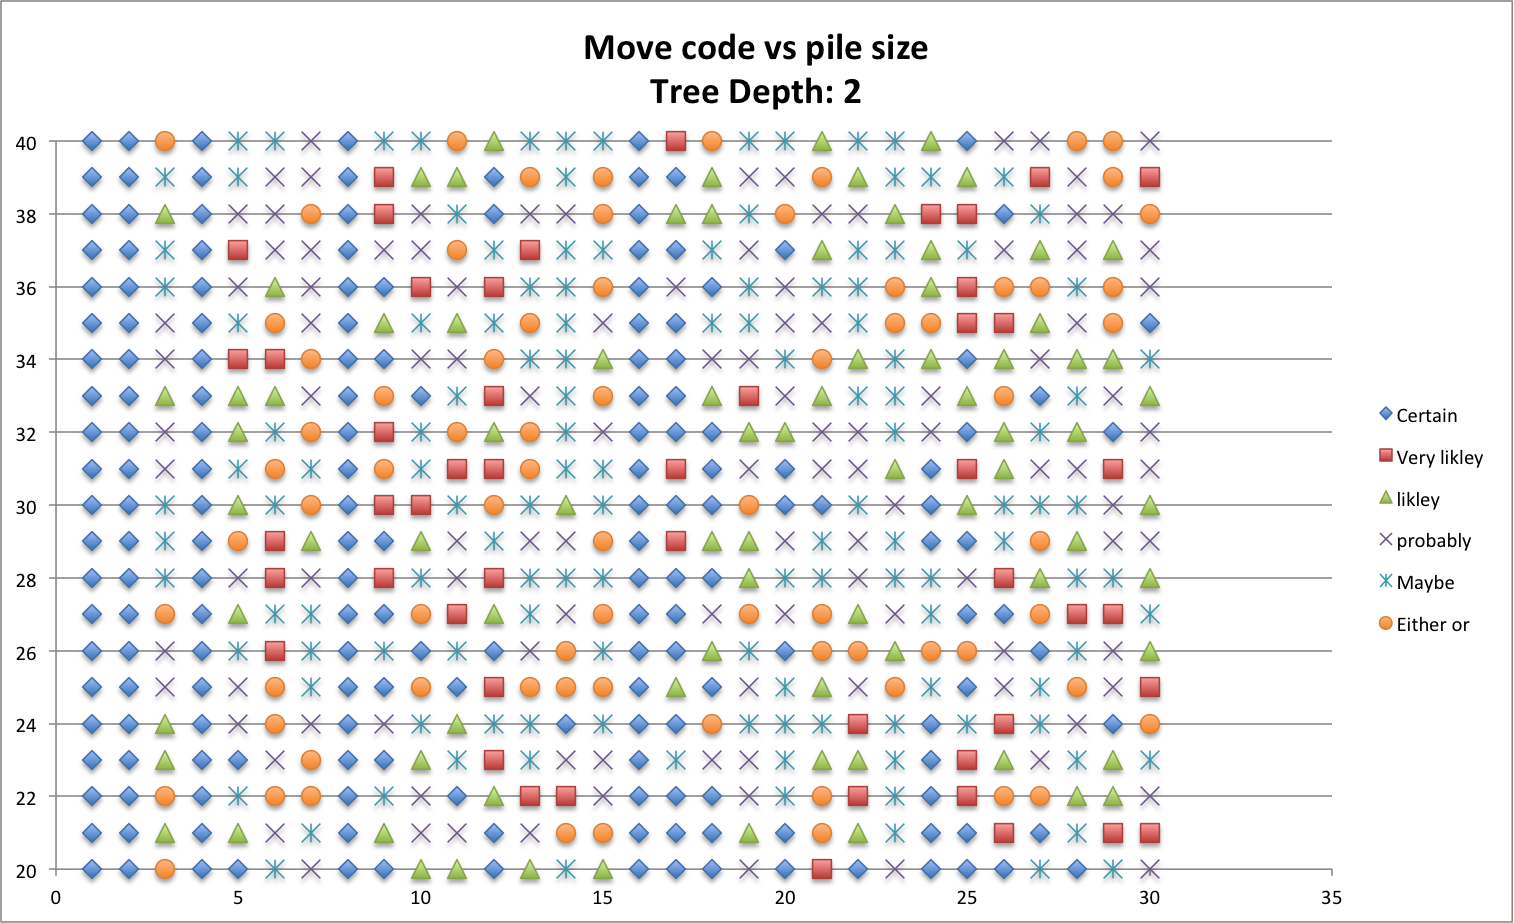 Move code vs pile size
Tree Depth: 2
40
38
36
34
32
30
28
26
24
22
20
0 5 10 15 20 25 30 35
Certain
Very likley
likley
probably
Maybe
Either or